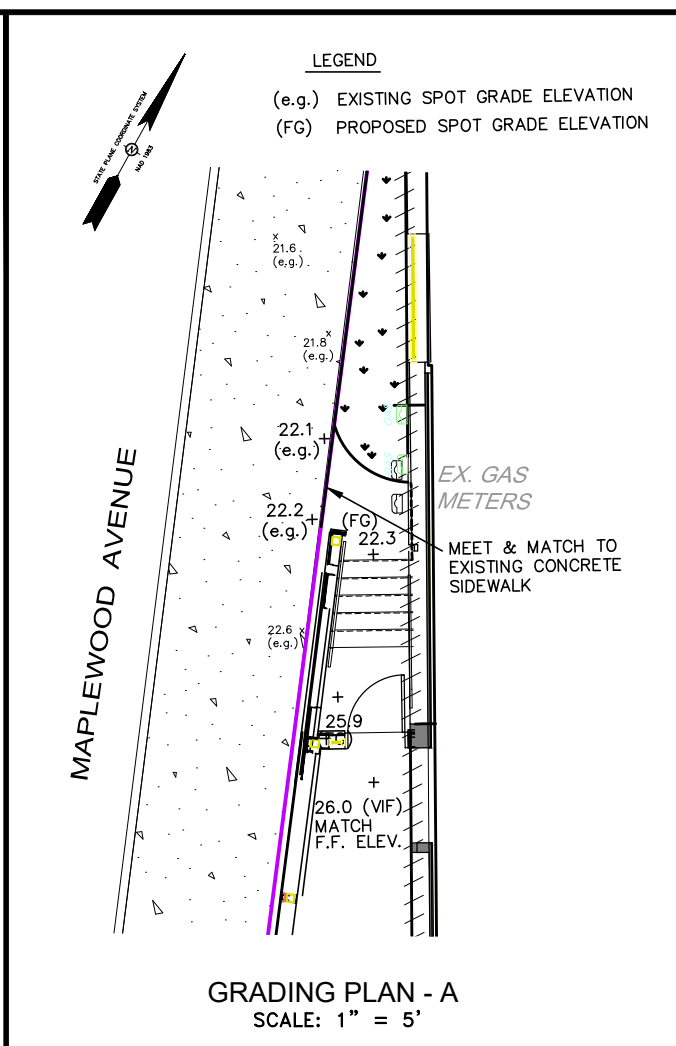 LEGEND
(e.g.) EXISTING SPOT GRADE ELEVATION
(FG) PROPOSED SPOT GRADE ELEVATION
STATE PLANE COORDINATE SYSTEM
N
NAD 1983
x
21.6
(e.g.)
21.8 x
(e.g.)
22.1
(e.g.)
22.2
(e.g.)
(FG)
22.3
EX. GAS
METERS
MEET & MATCH TO
EXISTING CONCRETE
SIDEWALK
MAPLEWOOD AVENUE
22.6 x
(e.g.)
25.9
26.0 (VIF)
MATCH
F.F. ELEV.
GRADING PLAN - A
SCALE: 1" = 5'